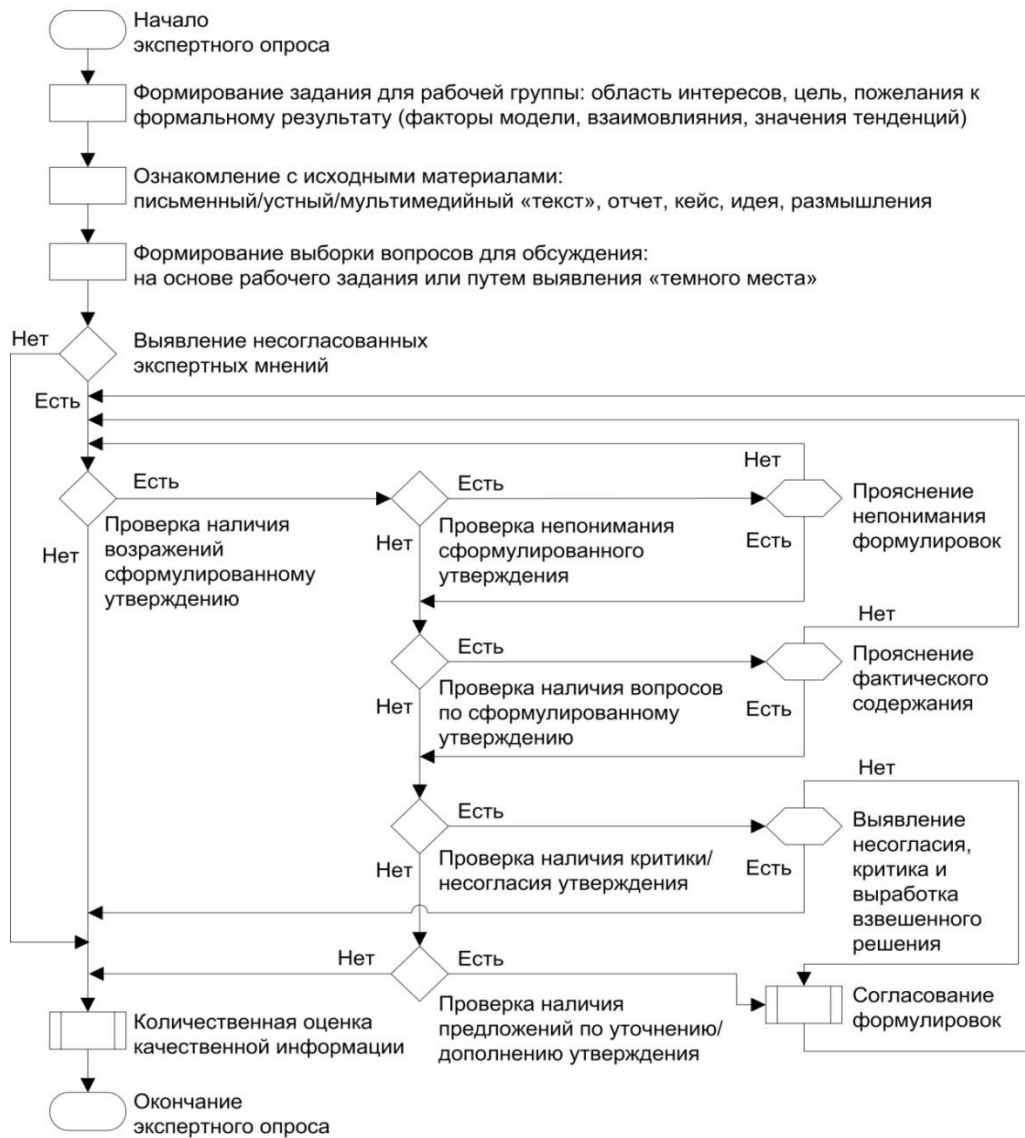 Начало
экспертного опроса
Формирование задания для рабочей группы: область интересов, цель, пожелания к
формальному результату (факторы модели, взаимовлияния, значения тенденций)
Ознакомление с исходными материалами:
письменный/устный/мультимедийный «текст», отчет, кейс, идея, размышления
Формирование выборки вопросов для обсуждения:
на основе рабочего задания или путем выявления «темного места»
Нет
Выявление несогласованных
экспертных мнений
Есть
Есть
Проверка наличия
возражений
сформулированному
утверждению
Нет
Есть
Проверка непонимания
сформулированного
утверждения
Нет
Нет
Прояснение
непонимания
формулировок
Есть
Есть
Проверка наличия вопросов
по сформулированному
утверждению
Нет
Нет
Прояснение
фактического
содержания
Есть
Есть
Проверка наличия критики/
несогласия утверждения
Нет
Нет
Выявление
несогласия,
критика и
выработка
взвешенного
решения
Есть
Нет
Есть
Проверка наличия
предложений по уточнению/
дополнению утверждения
Согласование
формулировок
Количественная оценка
качественной информации
Окончание
экспертного опроса